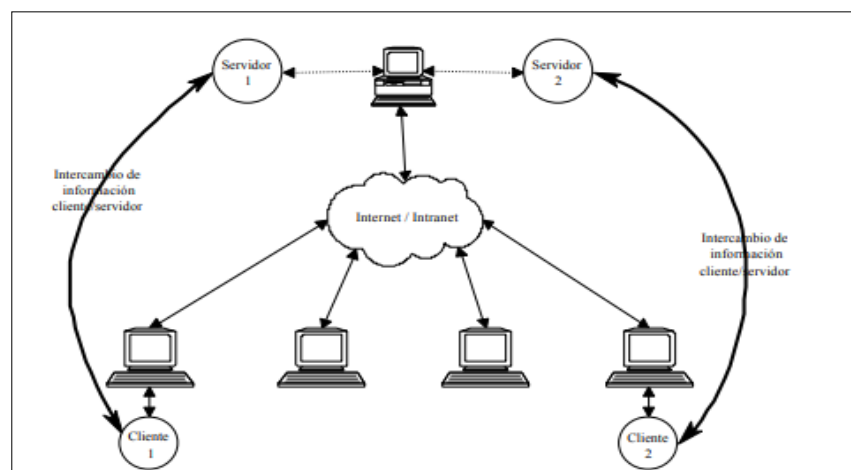 Servidor
1
Servidor
2
Intercambio de
información
cliente/servidor
Internet / Intranet
Intercambio de
información
cliente/servidor
Cliente
1
Cliente
2